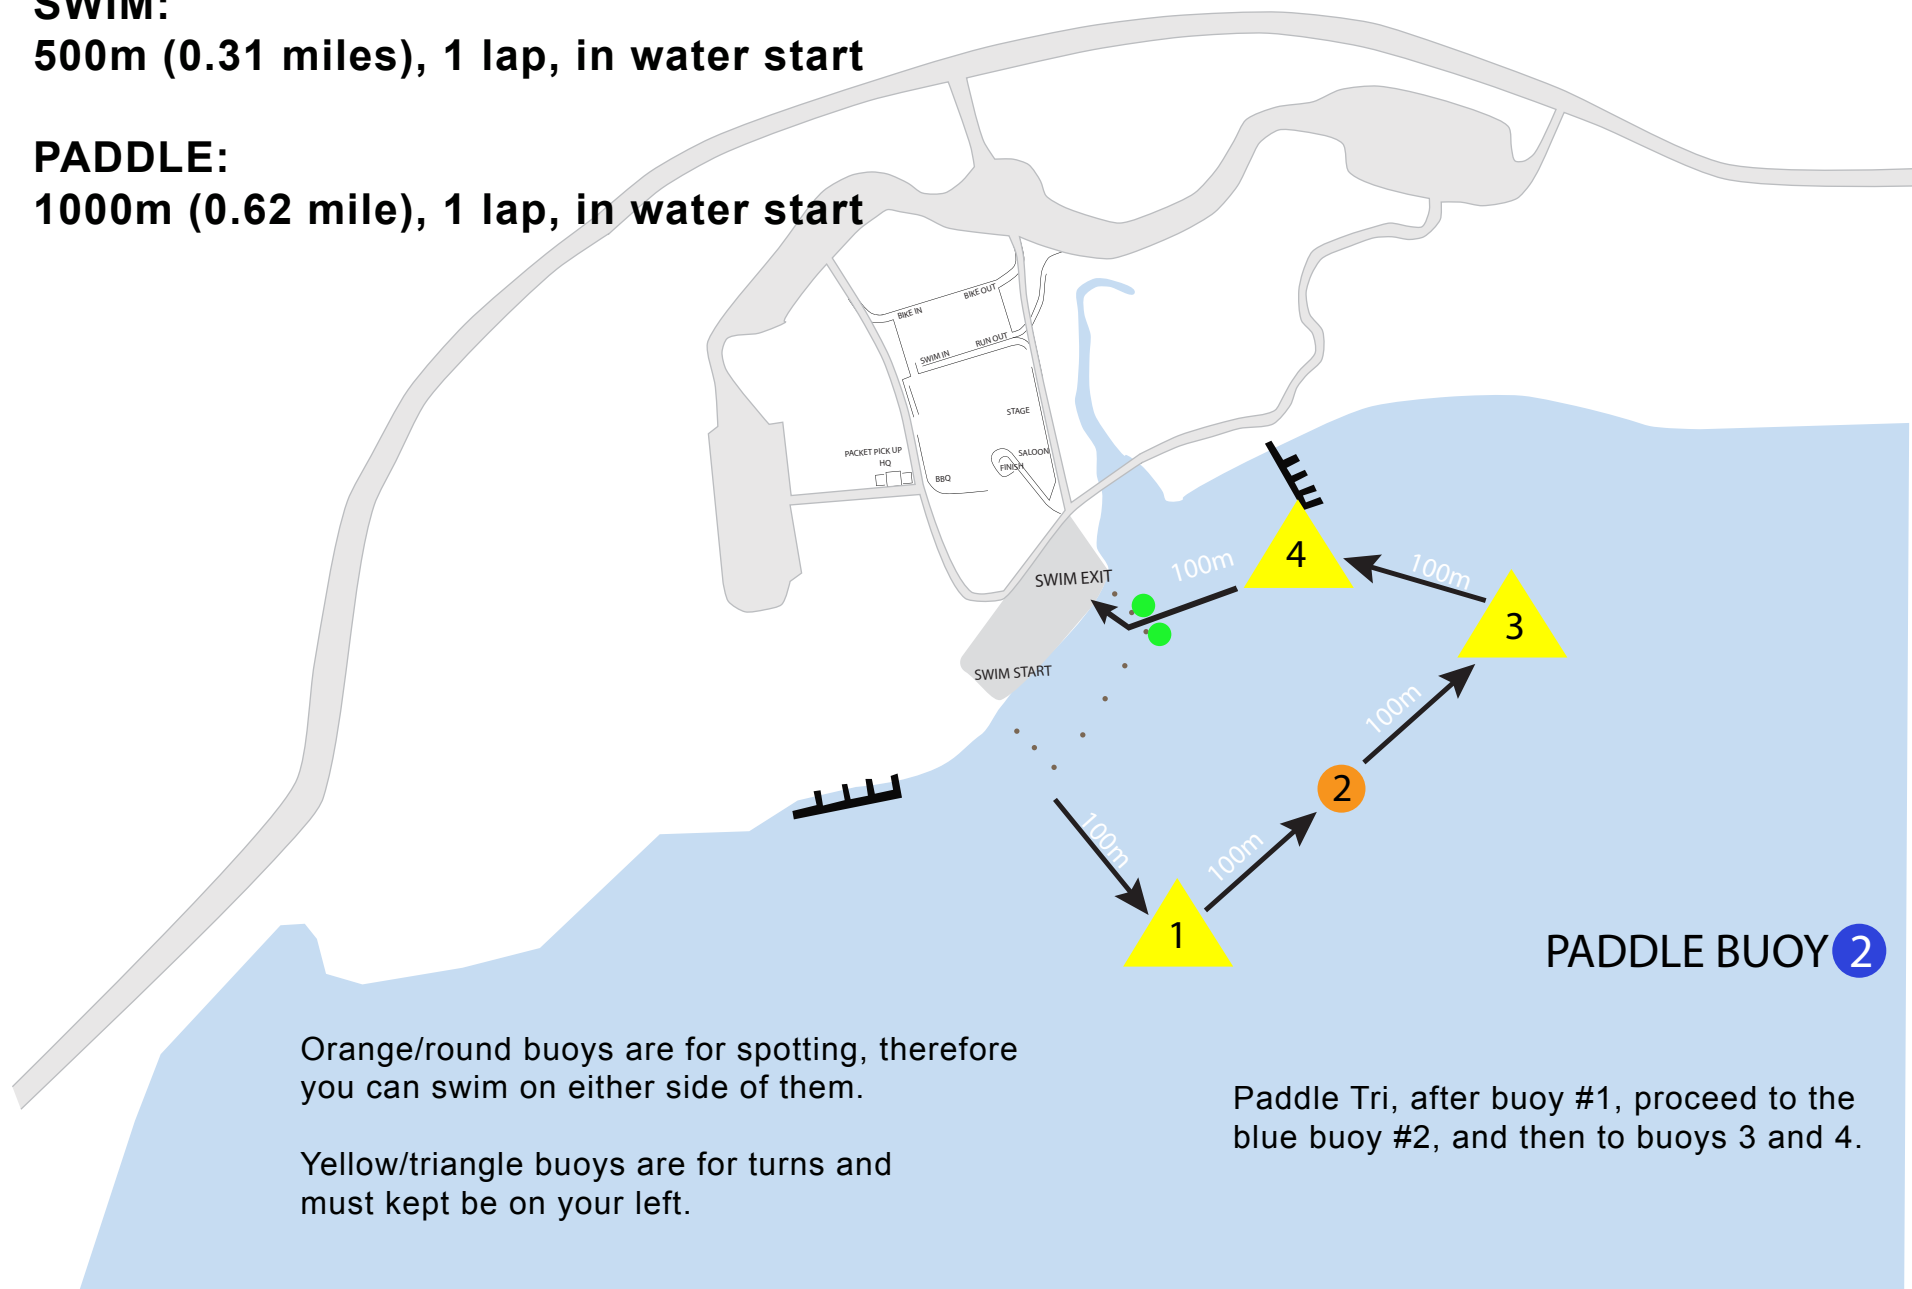 SWIM:
500m (0.31 miles), 1 lap, in water start
PADDLE:
1000m (0.62 mile), 1 lap, in water start
BIKE OUT
BIKE IN
RUN OUT
SWIM IN
STAGE
PACKET PICK UP
HQ
SALOON
FINISH
BBQ
SWIM EXIT
100m
4
100m
3
SWIM START
100m
2
100m
100m
1
PADDLE BUOY 2
Orange/round buoys are for spotting, therefore
you can swim on either side of them.
Yellow/triangle buoys are for turns and
must kept be on your left.
Paddle Tri, after buoy #1, proceed to the
blue buoy #2, and then to buoys 3 and 4.